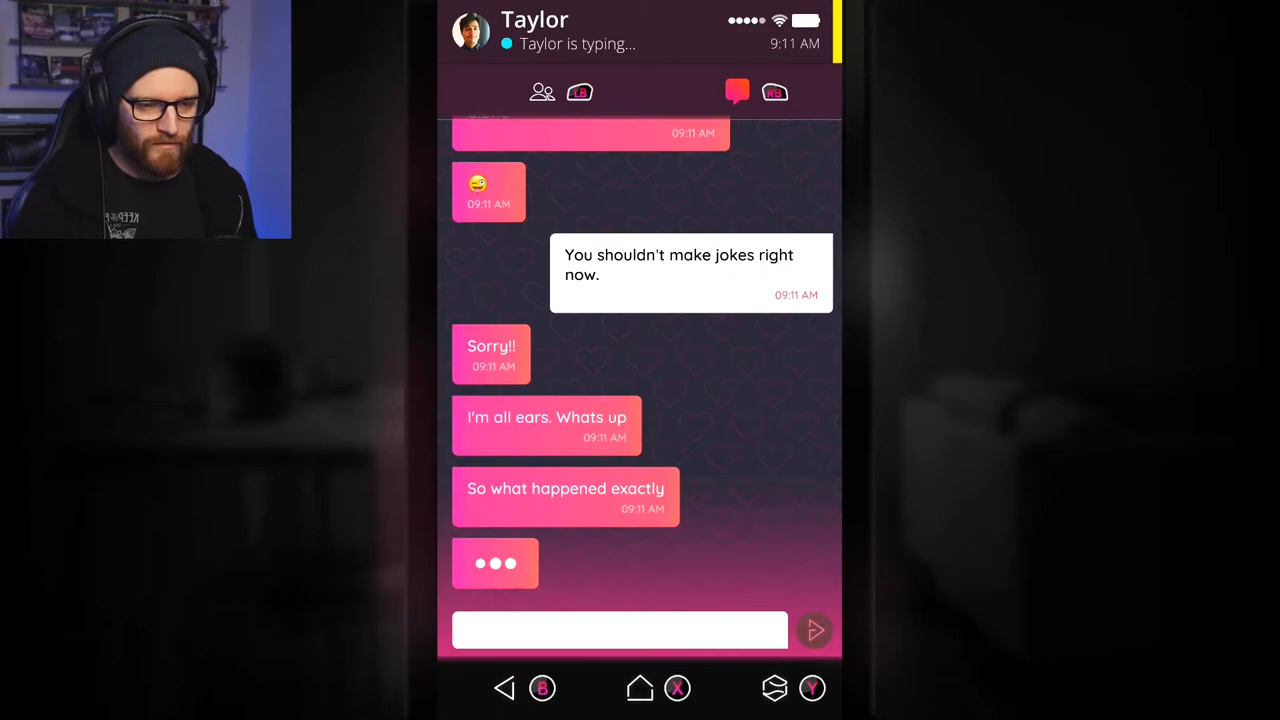 Taylor
Taylor is typing...
9:11 AM
LB
RB
09:11 AM
09:11 AM
You shouldn't make jokes right
now.
09:11 AM
Sorry!!
09:11 AM
I'm all ears. Whats up
09:11 AM
So what happened exactly
09:11 AM
B
X
Y